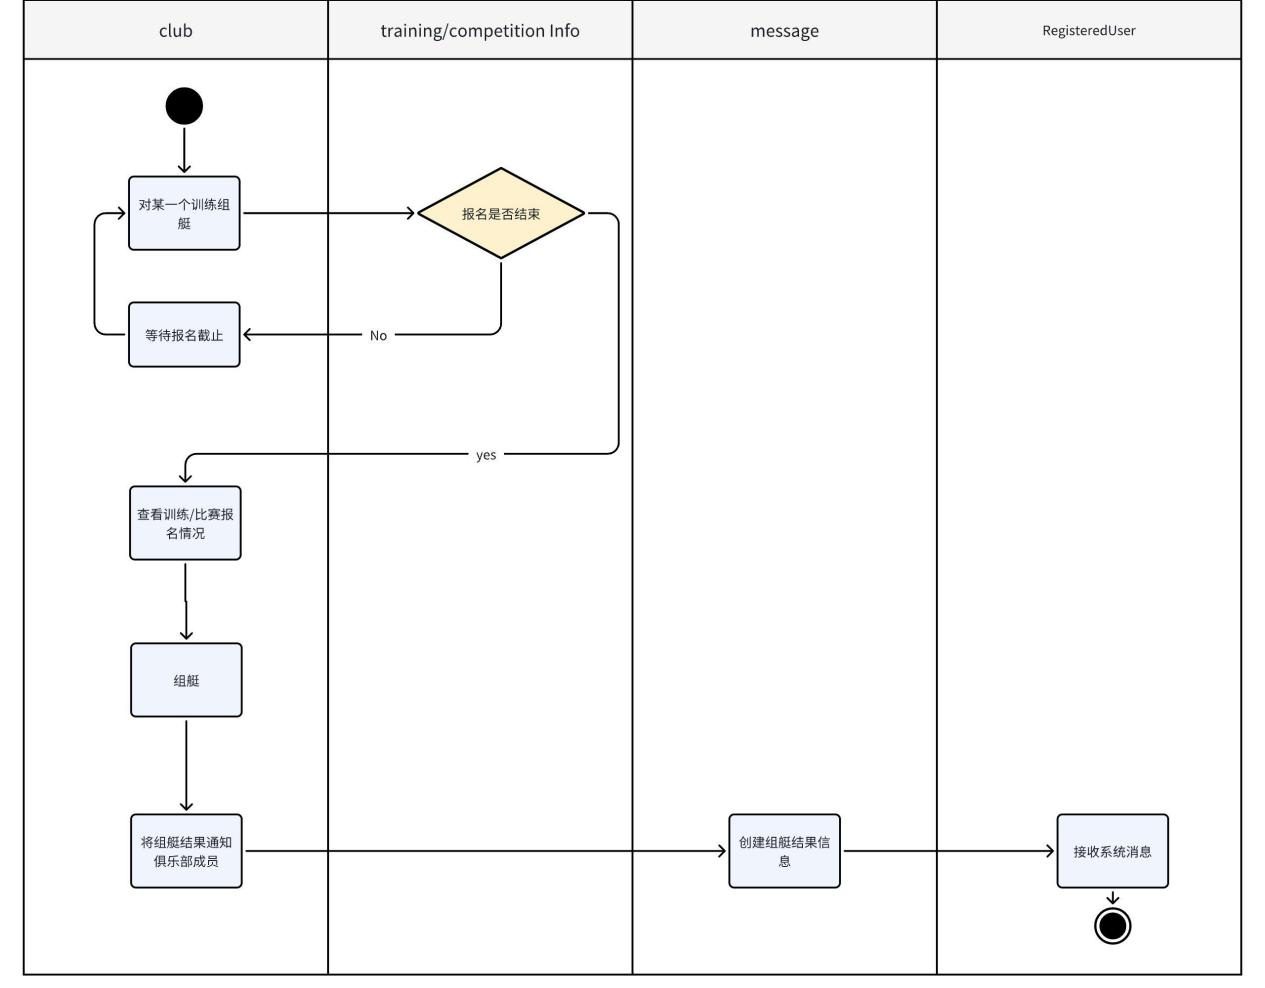 club
training/competition Info
message
RegisteredUser
对某一个训练组
艇
报名是否结束
等待报名截止
No
yes
查看训练/比赛报
名情况
组艇
将组艇结果通知
俱乐部成员
创建组艇结果信
息
接收系统消息